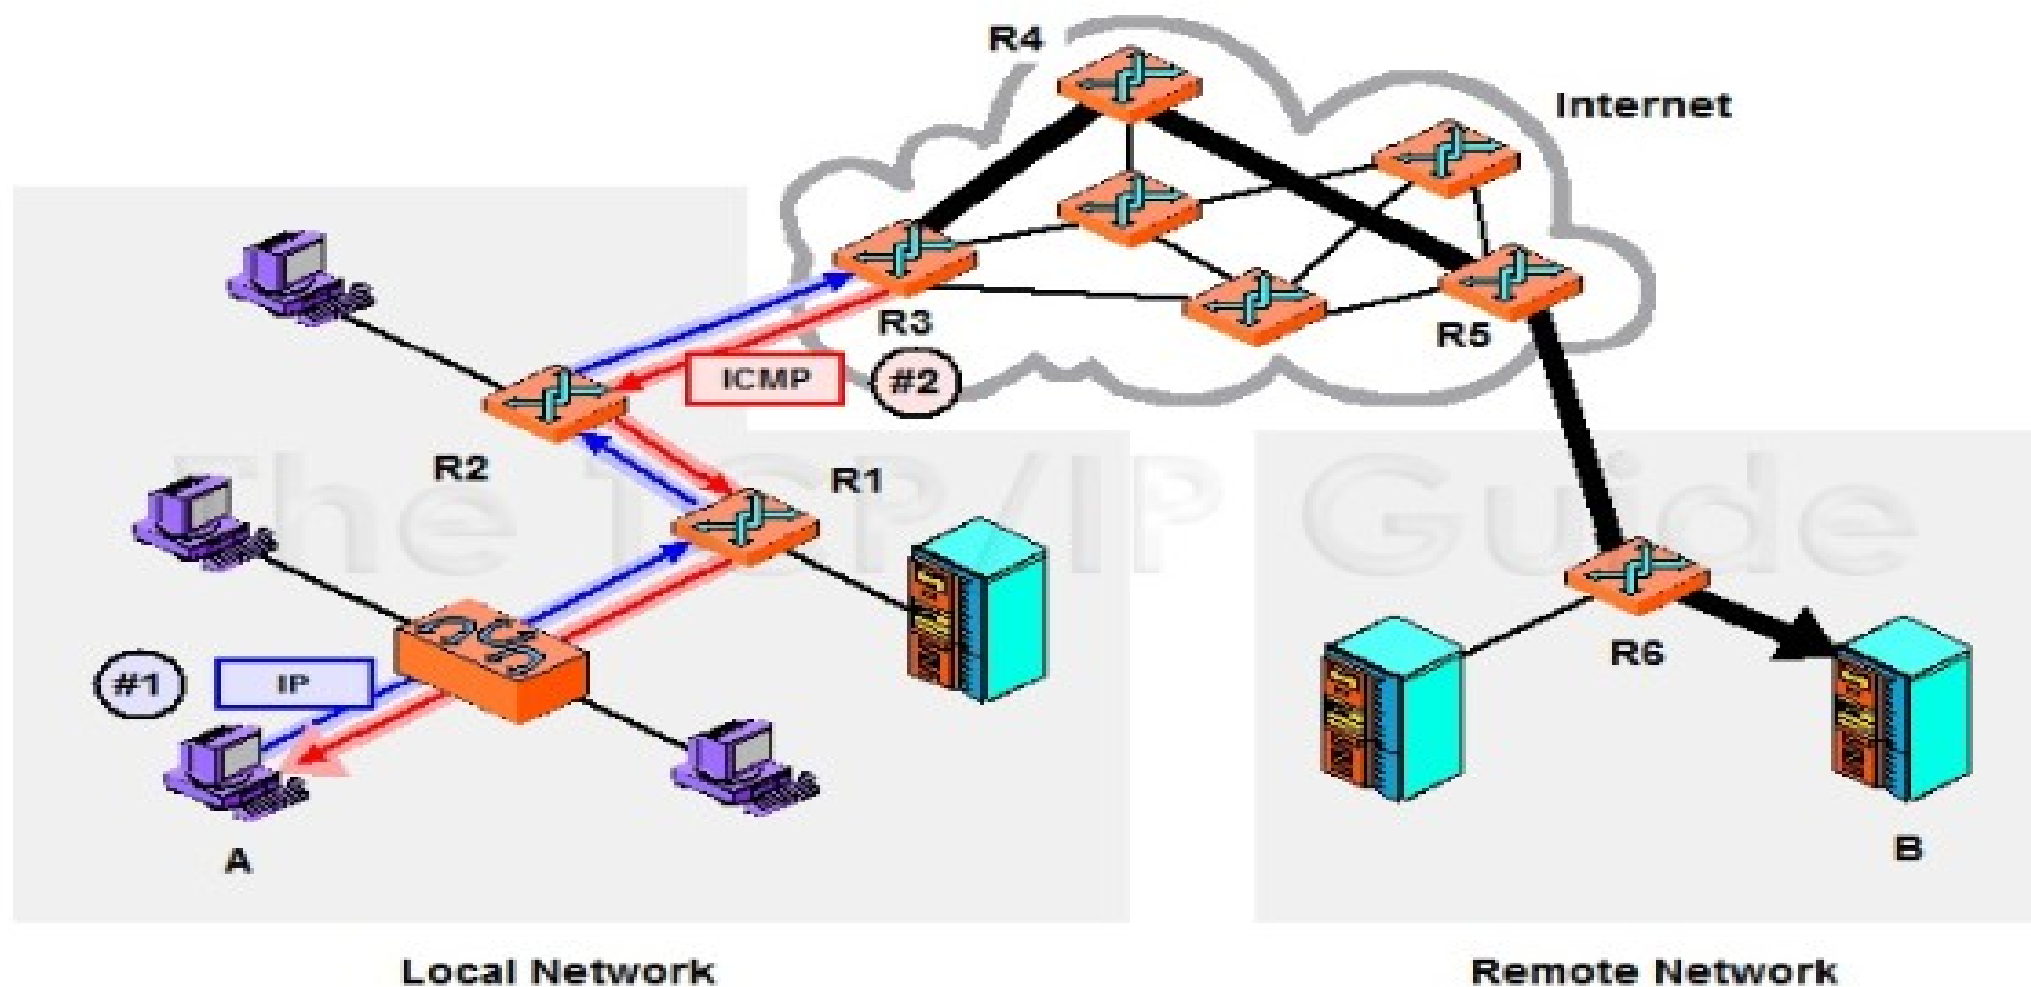 R4
Internet
R3
R5
ICMP
#2
R2
R1
The TCP/IP Guide
#1
IP
R6
A
B
Local Network
Remote Network